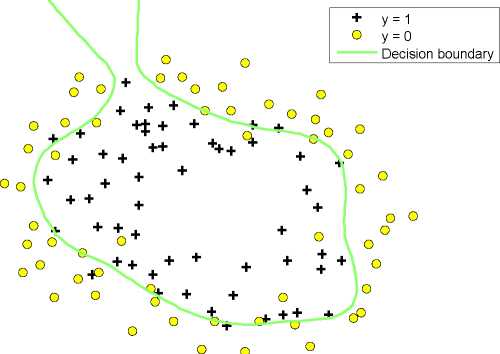 y = 1
y = 0
Decision boundary